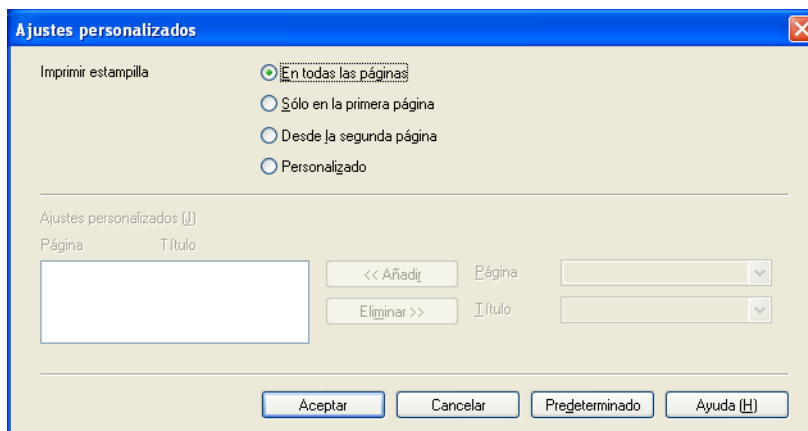 Ajustes personalizados
Imprimir estampilla
En todas las páginas
Sólo en la primera página
Desde la segunda página
Personalizado
Ajustes personalizados (J)
Página Título
<< Añadir Página
Eliminar >> Título
Aceptar Cancelar Predeterminado Ayuda (H)